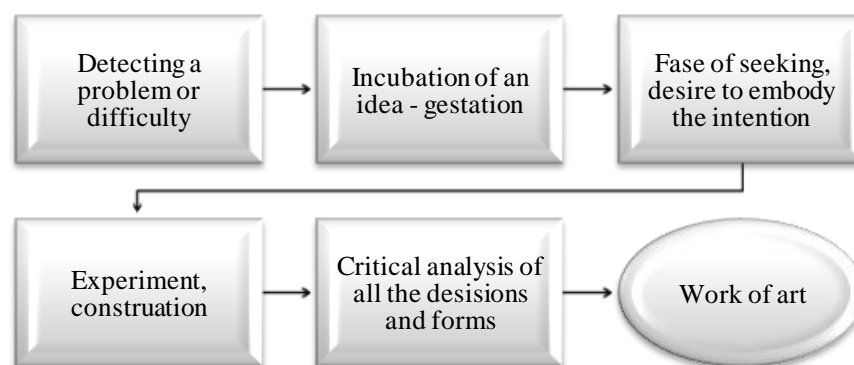 Detecting a
problem or
difficulty
Incubation of an
idea - gestation
Fase of seeking,
desire to embody
the intention
Experiment,
construation
Critical analysis of
all the desisions
and forms
Work of art